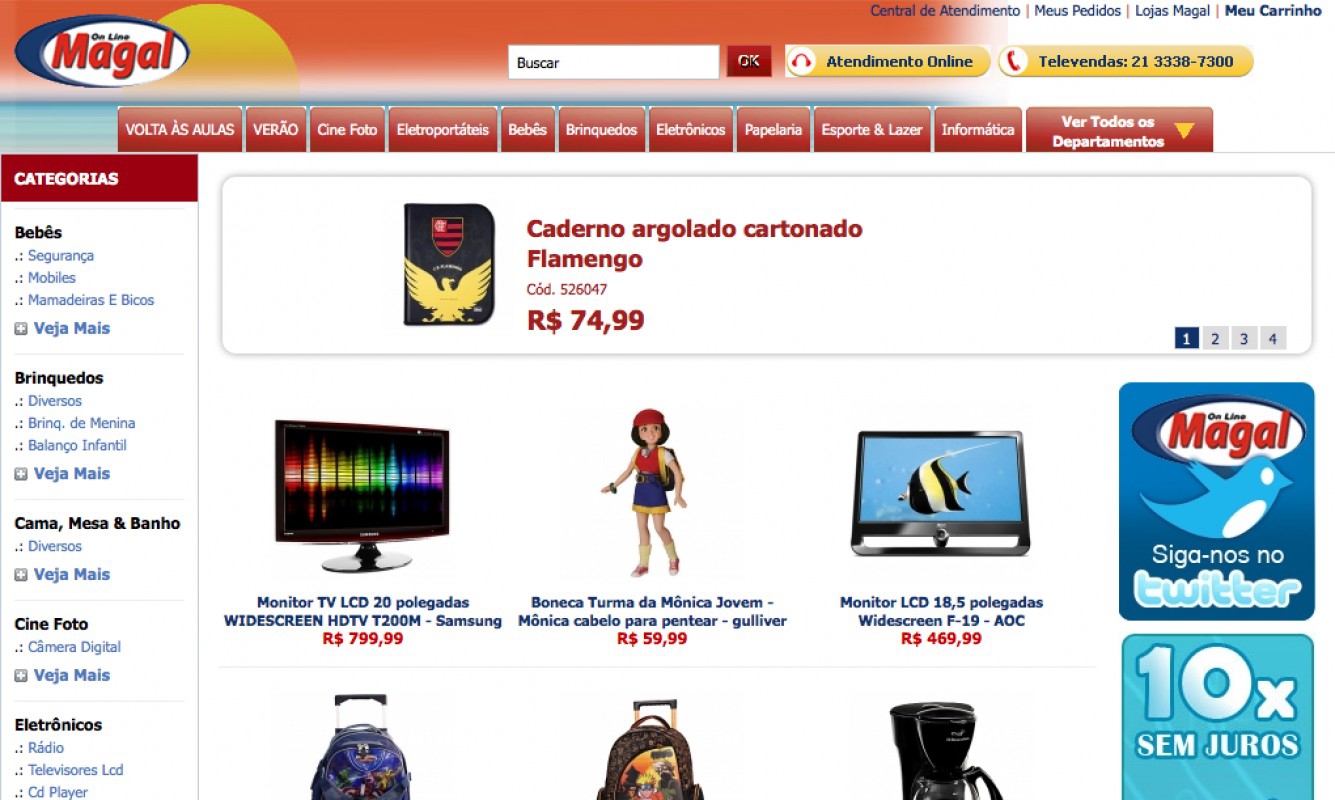 Central de Atendimento | Meus Pedidos | Lojas Magal | Meu Carrinho
On Line
Magal
Buscar
OK
Atendimento Online
Televendas: 21 3338-7300
VOLTA ÀS AULAS
VERÃO
Cine Foto
Eletroportáteis
Bebês
Brinquedos
Eletrônicos
Papelaria
Esporte & Lazer
Informática
Ver Todos os
Departamentos
CATEGORIAS
Bebês
.: Segurança
.: Mobiles
.: Mamadeiras E Bicos
Veja Mais
Brinquedos
.: Diversos
.: Brinq. de Menina
.: Balanço Infantil
Veja Mais
Cama, Mesa & Banho
.: Diversos
Veja Mais
Cine Foto
.: Câmera Digital
Veja Mais
Eletrônicos
.: Rádio
.: Televisores Lcd
.: Cd Player
Caderno argolado cartonado
Flamengo
Cód. 526047
R$ 74,99
1 2 3 4
SAMSUNG
Monitor TV LCD 20 polegadas
WIDESCREEN HDTV T200M - Samsung
R$ 799,99
Boneca Turma da Mônica Jovem -
Mônica cabelo para pentear - gulliver
R$ 59,99
Monitor LCD 18,5 polegadas
Widescreen F-19 - AOC
R$ 469,99
On Line
Magal
Siga-nos no
twitter
10x
SEM JUROS